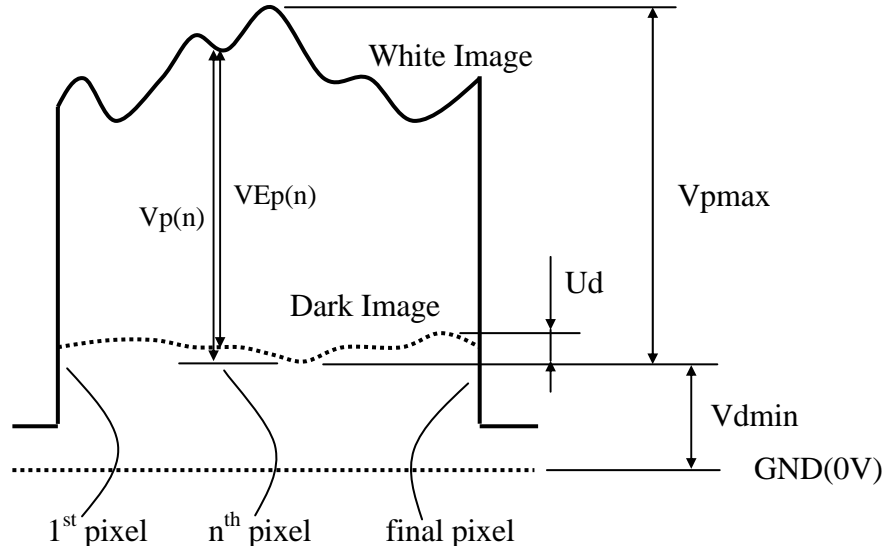 White Image
Vpmax
VEp(n)
Vp(n)
Ud
Dark Image
Vdmin
GND(0V)
1st pixel
nth pixel
final pixel